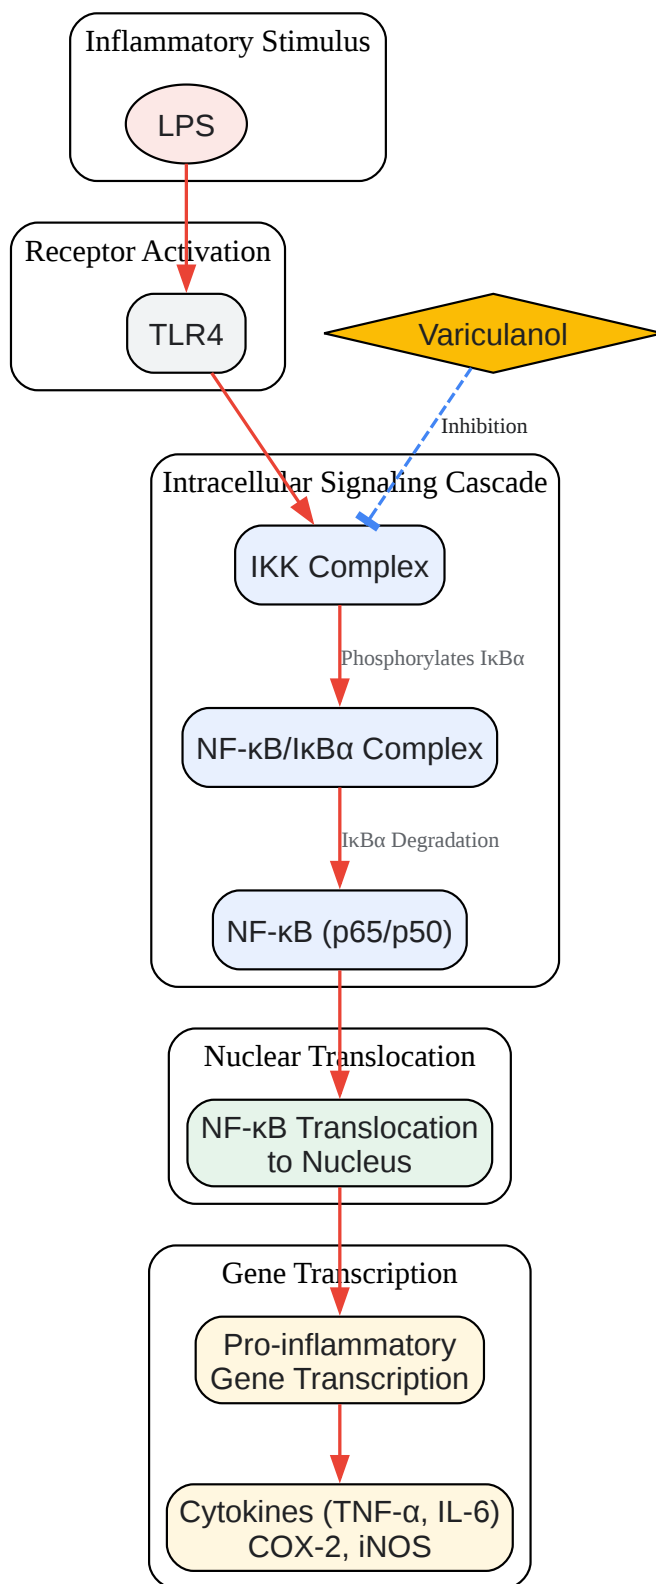 Inflammatory Stimulus
LPS
Receptor Activation
TLR4
Variculanol
Inhibition
Intracellular Signaling Cascade
IKK Complex
Phosphorylates IκBα
NF-κB/IκBα Complex
IκBα Degradation
NF-κB (p65/p50)
Nuclear Translocation
NF-κB Translocation
to Nucleus
Gene Transcription
Pro-inflammatory
Gene Transcription
Cytokines (TNF-α, IL-6)
COX-2, iNOS